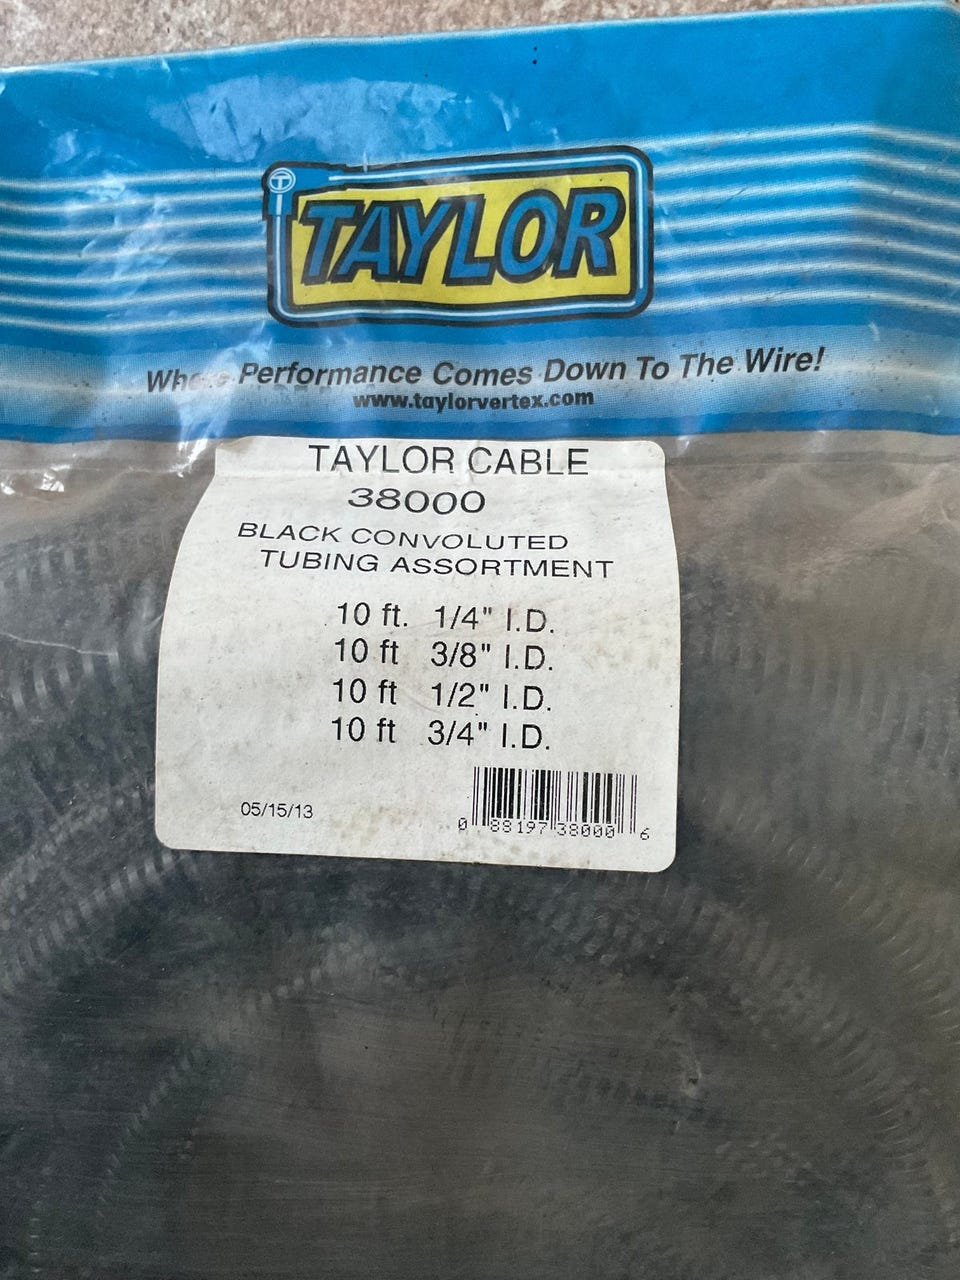 TAYLOR
Where Performance Comes Down To The Wire!
www.taylorvertex.com
TAYLOR CABLE
38000
BLACK CONVOLUTED
TUBING ASSORTMENT
10 ft. 1/4" I.D.
10 ft 3/8" I.D.
10 ft 1/2" I.D.
10 ft 3/4" I.D.
05/15/13
0 88197 38000 6